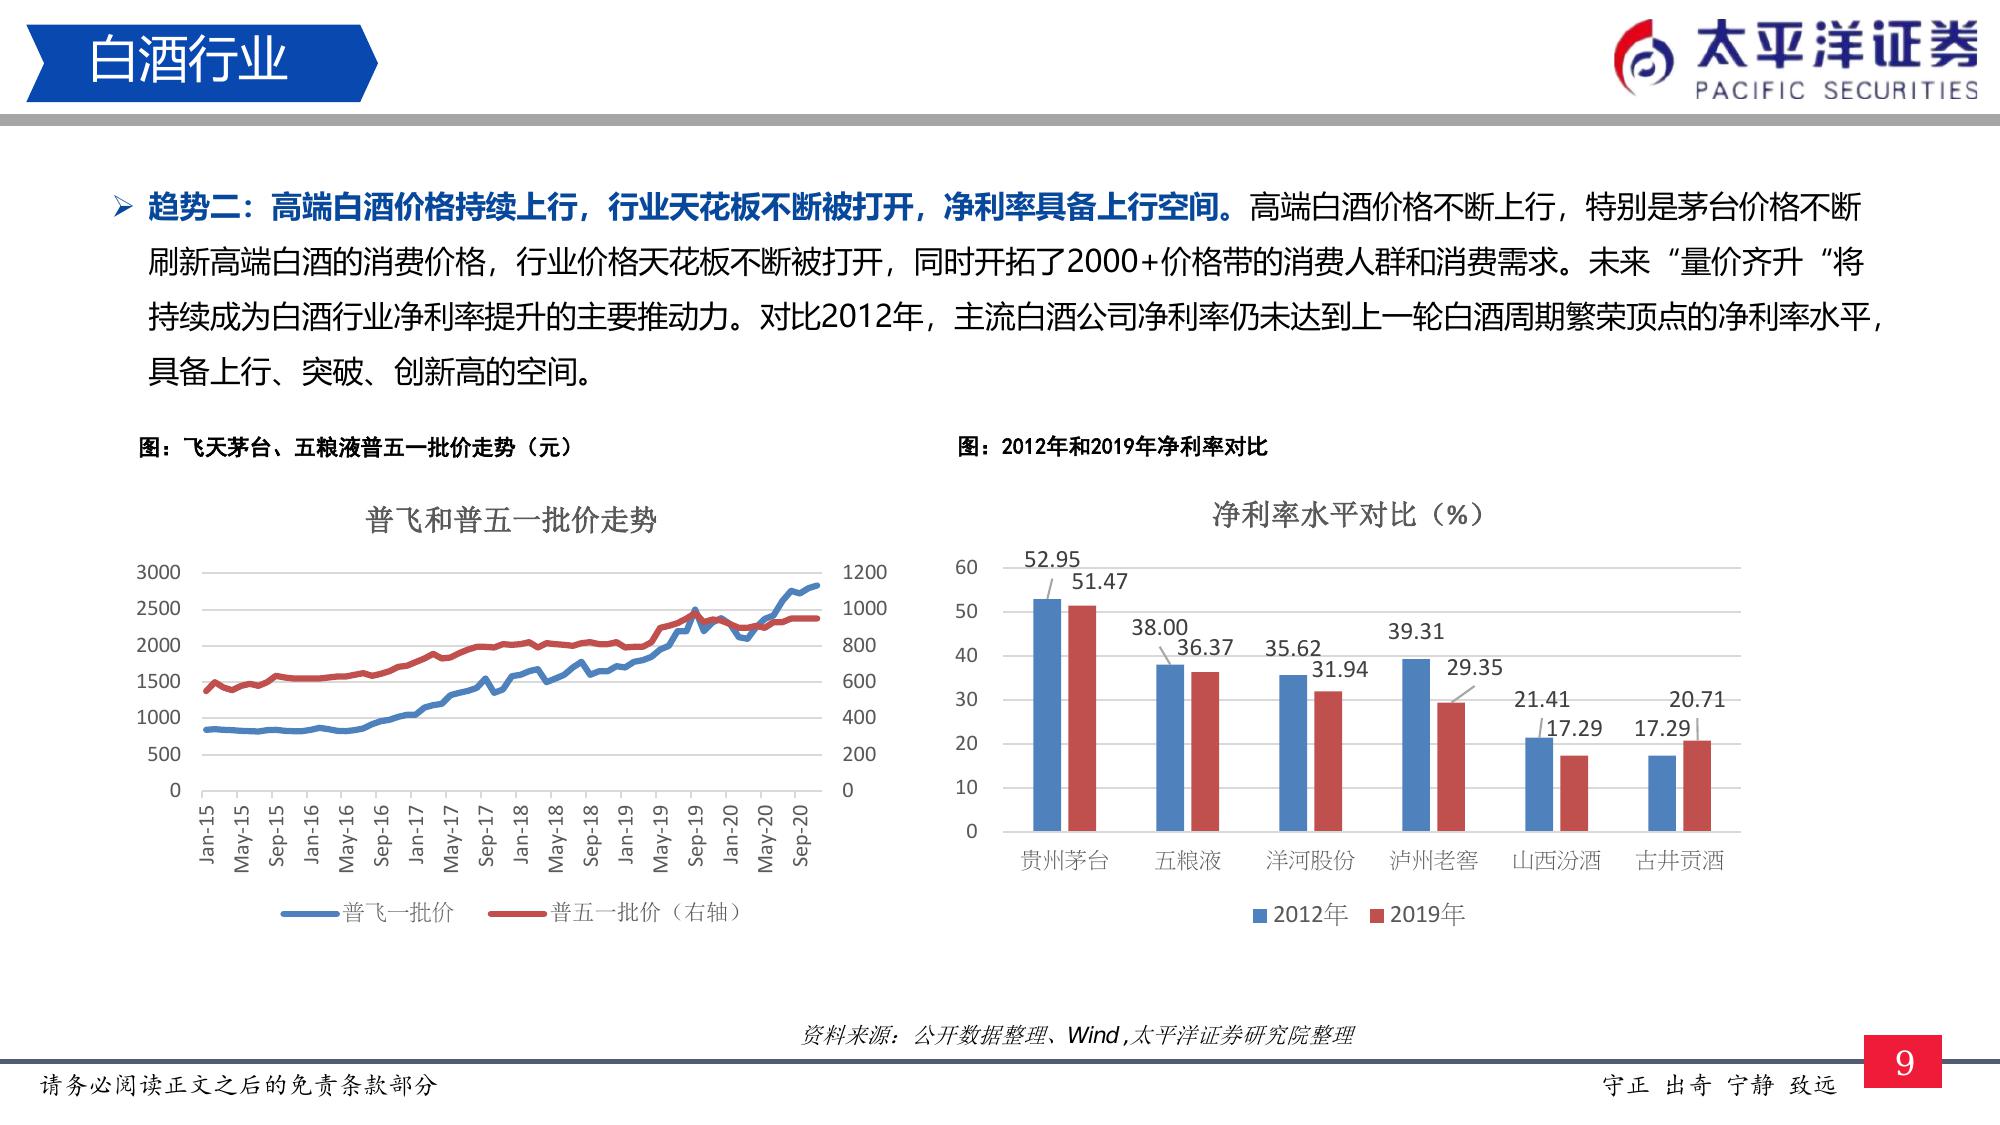 白酒行业
太平洋证券
PACIFIC SECURITIES
➢ 趋势二：高端白酒价格持续上行，行业天花板不断被打开，净利率具备上行空间。高端白酒价格不断上行，特别是茅台价格不断
刷新高端白酒的消费价格，行业价格天花板不断被打开，同时开拓了2000+价格带的消费人群和消费需求。未来“量价齐升“将
持续成为白酒行业净利率提升的主要推动力。对比2012年，主流白酒公司净利率仍未达到上一轮白酒周期繁荣顶点的净利率水平，
具备上行、突破、创新高的空间。
图：飞天茅台、五粮液普五一批价走势（元）
普飞和普五一批价走势
3000
2500
2000
1500
1000
500
0
1200
1000
800
600
400
200
0
Jan-15
May-15
Sep-15
Jan-16
May-16
Sep-16
Jan-17
May-17
Sep-17
Jan-18
May-18
Sep-18
Jan-19
May-19
Sep-19
Jan-20
May-20
Sep-20
普飞一批价 普五一批价（右轴）
图：2012年和2019年净利率对比
净利率水平对比（%）
60
50
40
30
20
10
0
52.95
51.47
38.00
36.37
35.62
31.94
39.31
29.35
21.41
17.29
17.29
20.71
贵州茅台 五粮液 洋河股份 泸州老窖 山西汾酒 古井贡酒
2012年 2019年
资料来源：公开数据整理、Wind ,太平洋证券研究院整理
请务必阅读正文之后的免责条款部分
守正 出奇 宁静 致远
9